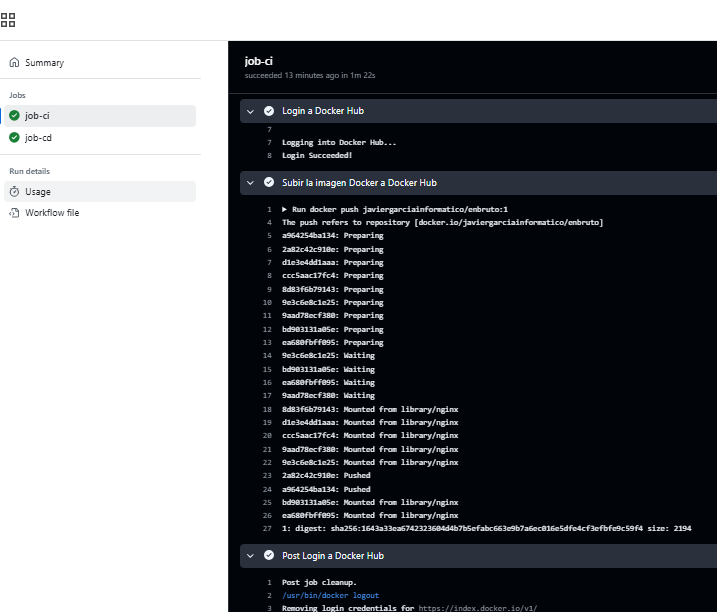 Summary
Jobs
job-ci
job-cd
Run details
Usage
Workflow file
job-ci
succeeded 13 minutes ago in 1m 22s
Login a Docker Hub
7
7 Logging into Docker Hub...
8 Login Succeeded!
Subir la imagen Docker a Docker Hub
1 ▶ Run docker push javiergarciainformatico/enbruto:1
4 The push refers to repository [docker.io/javiergarciainformatico/enbruto]
5 a964254ba134: Preparing
6 2a82c42c910e: Preparing
7 d1e3e4dd1aaa: Preparing
8 ccc5aac17fc4: Preparing
9 8d83f6b79143: Preparing
10 9e3c6e8c1e25: Preparing
11 9aad78ecf380: Preparing
12 bd903131a05e: Preparing
13 ea680fbff095: Preparing
14 9e3c6e8c1e25: Waiting
15 bd903131a05e: Waiting
16 ea680fbff095: Waiting
17 9aad78ecf380: Waiting
18 8d83f6b79143: Mounted from library/nginx
19 d1e3e4dd1aaa: Mounted from library/nginx
20 ccc5aac17fc4: Mounted from library/nginx
21 9aad78ecf380: Mounted from library/nginx
22 9e3c6e8c1e25: Mounted from library/nginx
23 2a82c42c910e: Pushed
24 a964254ba134: Pushed
25 bd903131a05e: Mounted from library/nginx
26 ea680fbff095: Mounted from library/nginx
27 1: digest: sha256:1643a33ea6742323604d4b7b5efabc663e9b7a6ec016e5dfe4cf3efbfe9c59f4 size: 2194
Post Login a Docker Hub
1 Post job cleanup.
2 /usr/bin/docker logout
3 Removing login credentials for https://index.docker.io/v1/